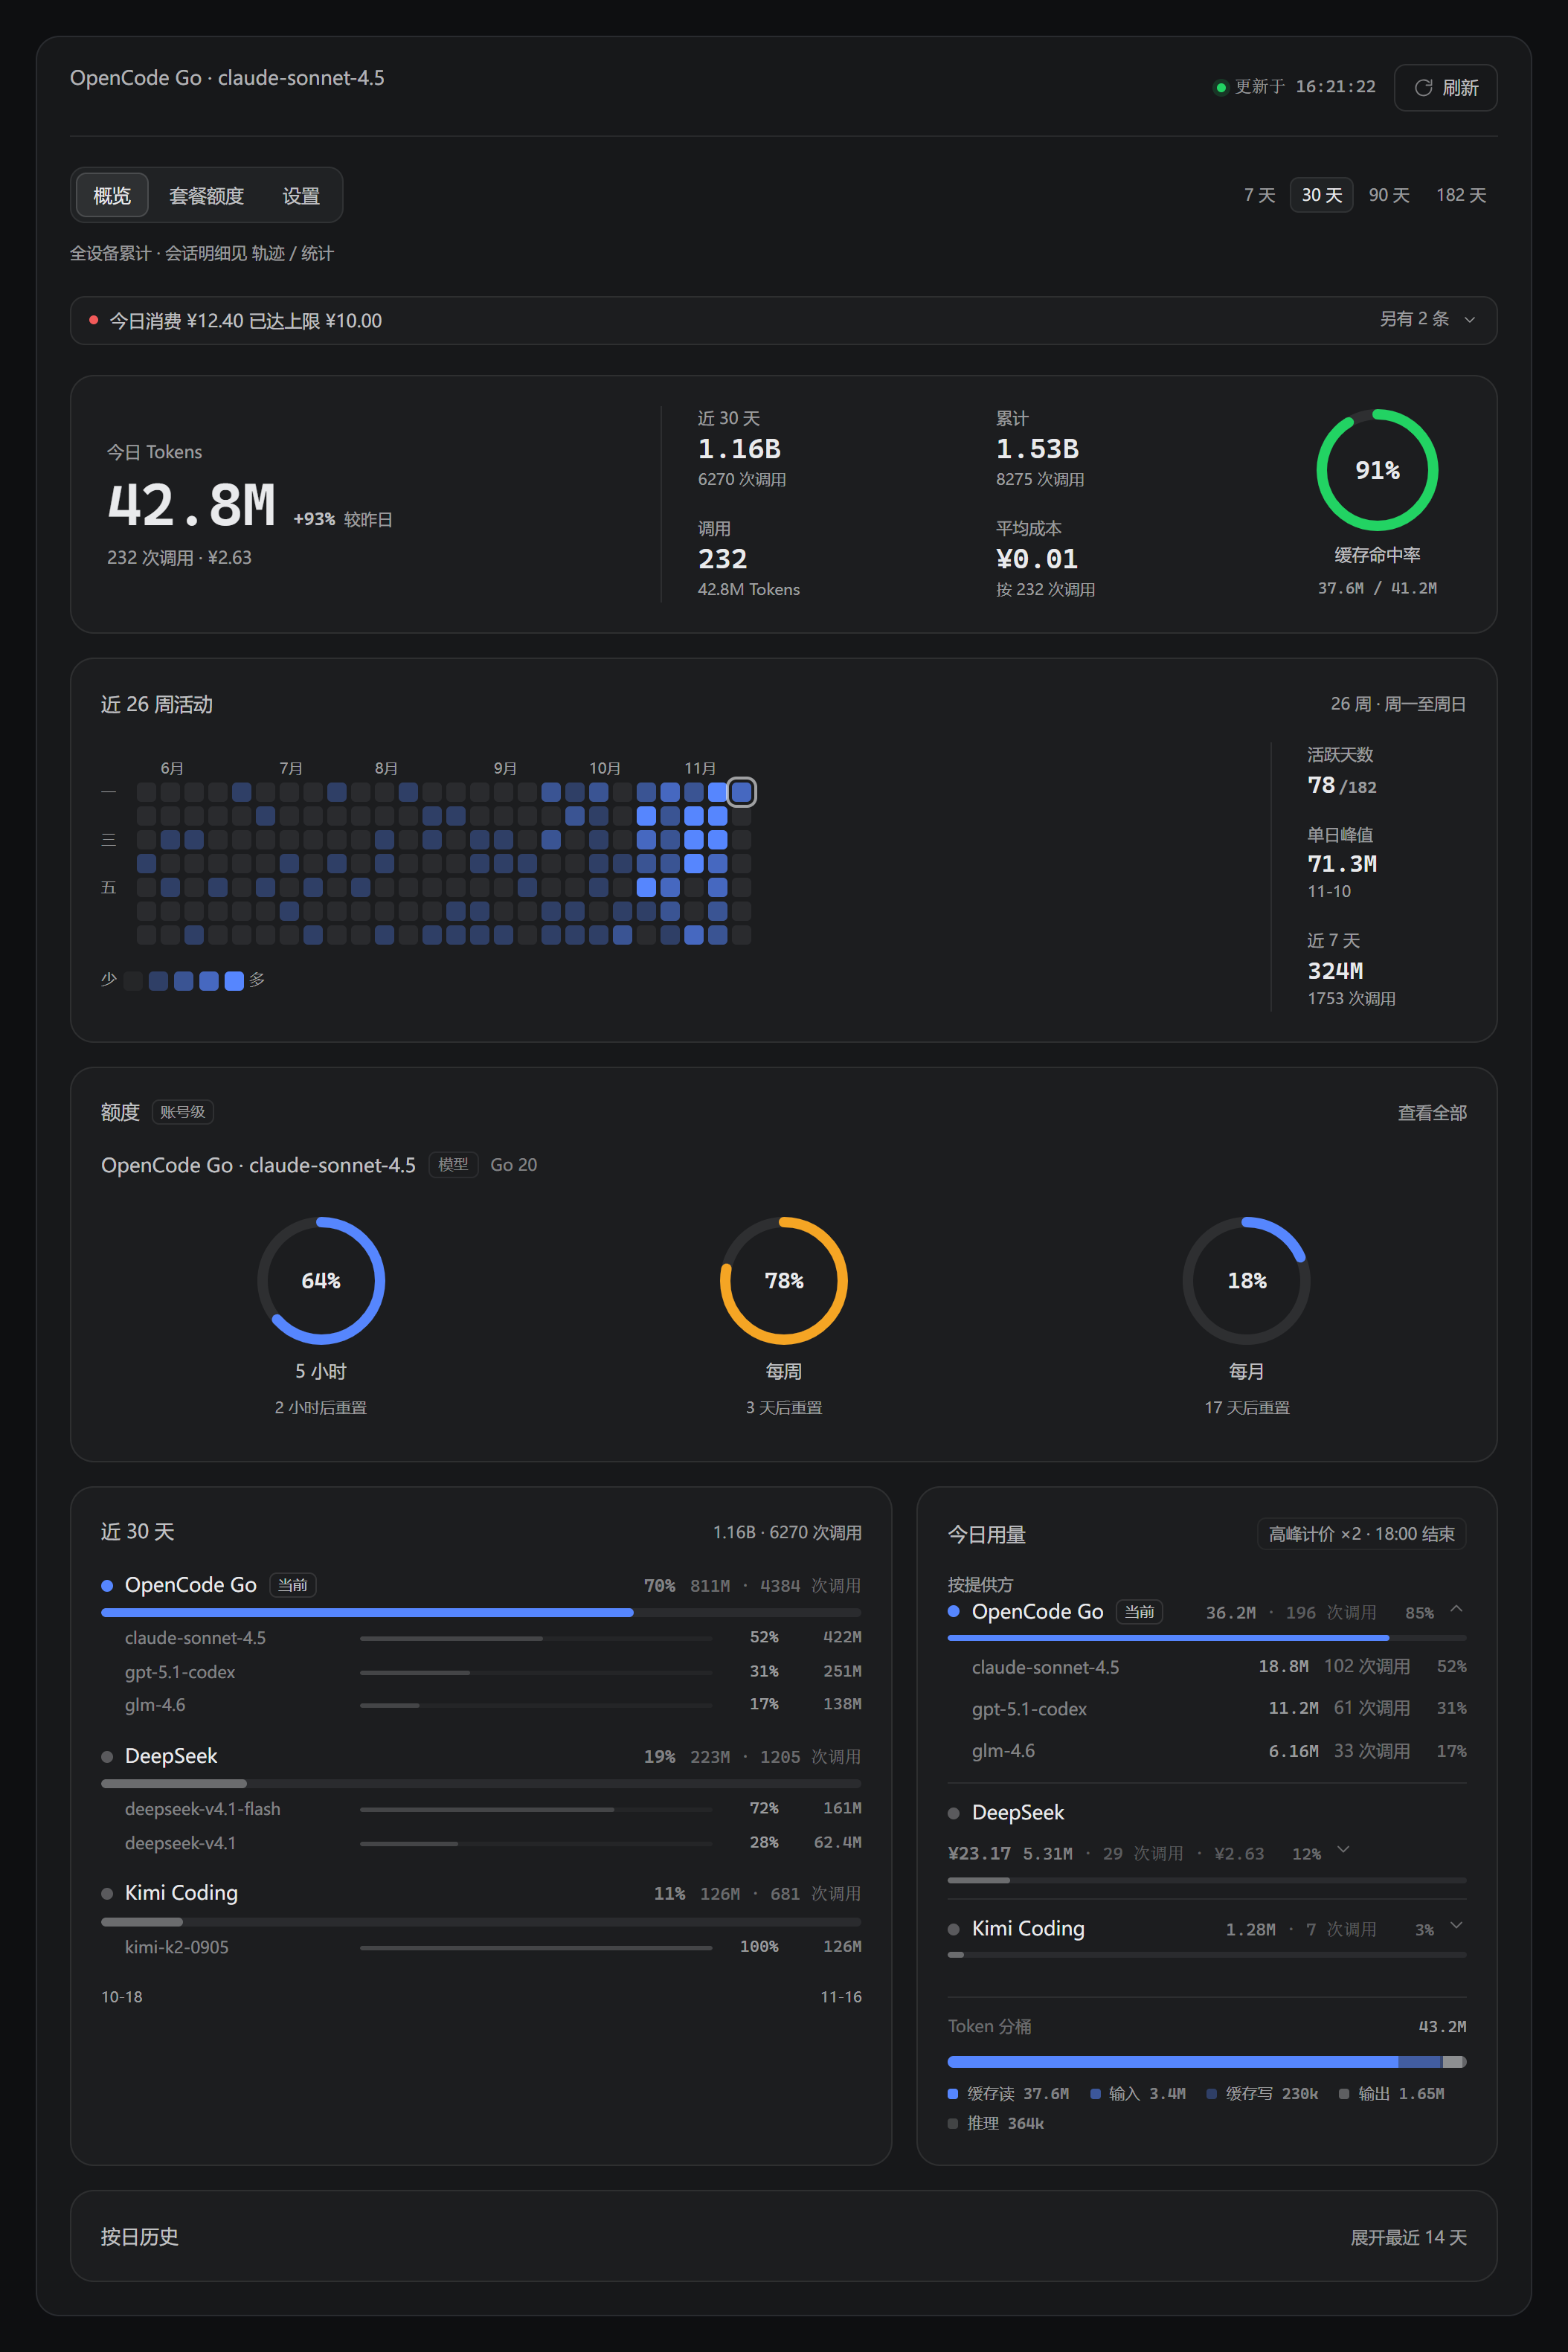 OpenCode Go · claude-sonnet-4.5
更新于 16:21:22
刷新
概览 套餐额度 设置
7 天 30 天 90 天 182 天
全设备累计 · 会话明细见 轨迹 / 统计
今日消费 ¥12.40 已达上限 ¥10.00
另有 2 条
今日 Tokens
42.8M +93% 较昨日
232 次调用 · ¥2.63
近 30 天
1.16B
6270 次调用
累计
1.53B
8275 次调用
调用
232
42.8M Tokens
平均成本
¥0.01
按 232 次调用
91%
缓存命中率
37.6M / 41.2M
近 26 周活动
26 周 · 周一至周日
6月 7月 8月 9月 10月 11月
一
三
五
少 多
活跃天数
78/182
单日峰值
71.3M
11-10
近 7 天
324M
1753 次调用
额度 账号级
查看全部
OpenCode Go · claude-sonnet-4.5 模型 Go 20
64%
5 小时
2 小时后重置
78%
每周
3 天后重置
18%
每月
17 天后重置
近 30 天
1.16B · 6270 次调用
OpenCode Go 当前 70% 811M · 4384 次调用
claude-sonnet-4.5 52% 422M
gpt-5.1-codex 31% 251M
glm-4.6 17% 138M
DeepSeek 19% 223M · 1205 次调用
deepseek-v4.1-flash 72% 161M
deepseek-v4.1 28% 62.4M
Kimi Coding 11% 126M · 681 次调用
kimi-k2-0905 100% 126M
10-18 11-16
今日用量
高峰计价 ×2 · 18:00 结束
按提供方
OpenCode Go 当前 36.2M · 196 次调用 85%
claude-sonnet-4.5 18.8M 102 次调用 52%
gpt-5.1-codex 11.2M 61 次调用 31%
glm-4.6 6.16M 33 次调用 17%
DeepSeek
¥23.17 5.31M · 29 次调用 · ¥2.63 12%
Kimi Coding 1.28M · 7 次调用 3%
Token 分桶 43.2M
缓存读 37.6M 输入 3.4M 缓存写 230k 输出 1.65M
推理 364k
按日历史
展开最近 14 天